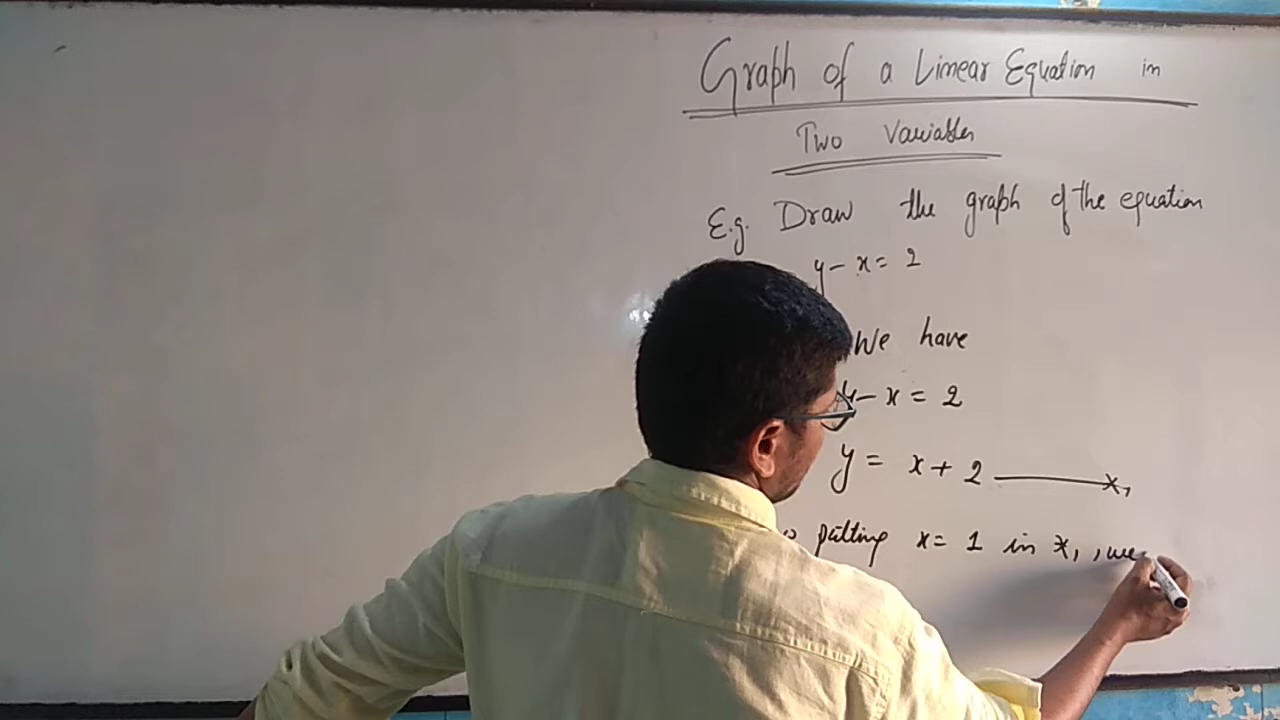 Graph of a Linear Equation in
Two Variables
E.g. Draw the graph of the equation
y - x = 2
We have
y - x = 2
y = x + 2 ——— *₁
putting x = 1 in *₁, we